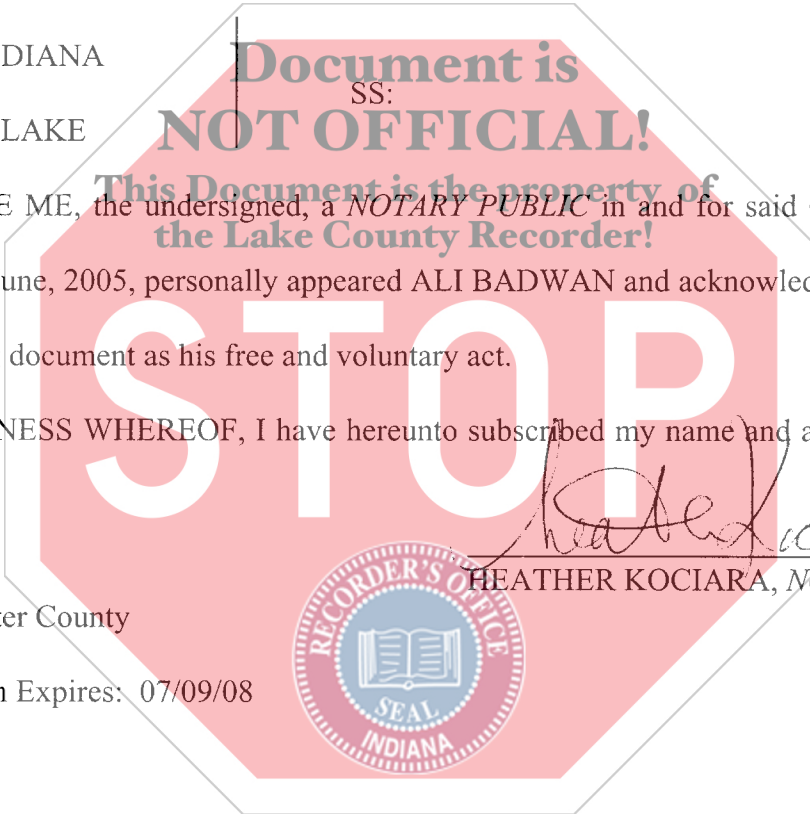 DIANA
Document is
SS:
LAKE
NOT OFFICIAL!
This Document is the property of
E ME, the undersigned, a NOTARY PUBLIC in and for said
the Lake County Recorder!
une, 2005, personally appeared ALI BADWAN and acknowled
document as his free and voluntary act.
STOP
NESS WHEREOF, I have hereunto subscribed my name and a
Heather Koc
HEATHER KOCIARA, NO
ter County
n Expires: 07/09/08
RECORDER'S OFFICE
SEAL
INDIANA